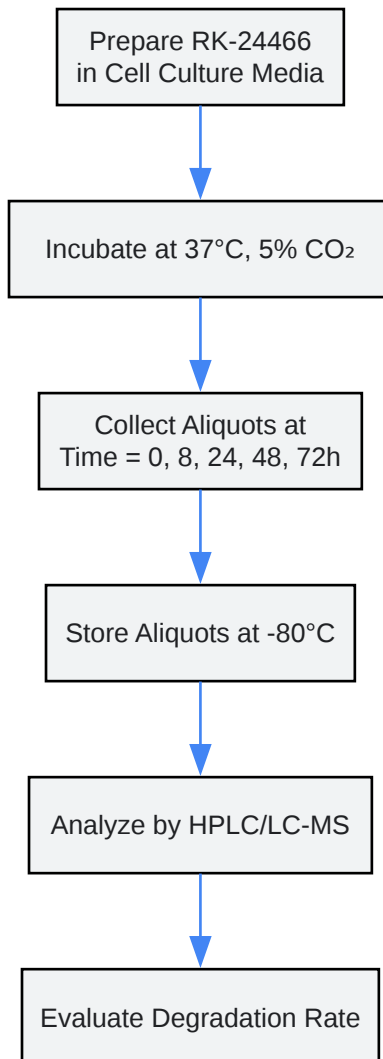 Prepare RK-24466
in Cell Culture Media
Incubate at 37°C, 5% CO₂
Collect Aliquots at
Time = 0, 8, 24, 48, 72h
Store Aliquots at -80°C
Analyze by HPLC/LC-MS
Evaluate Degradation Rate